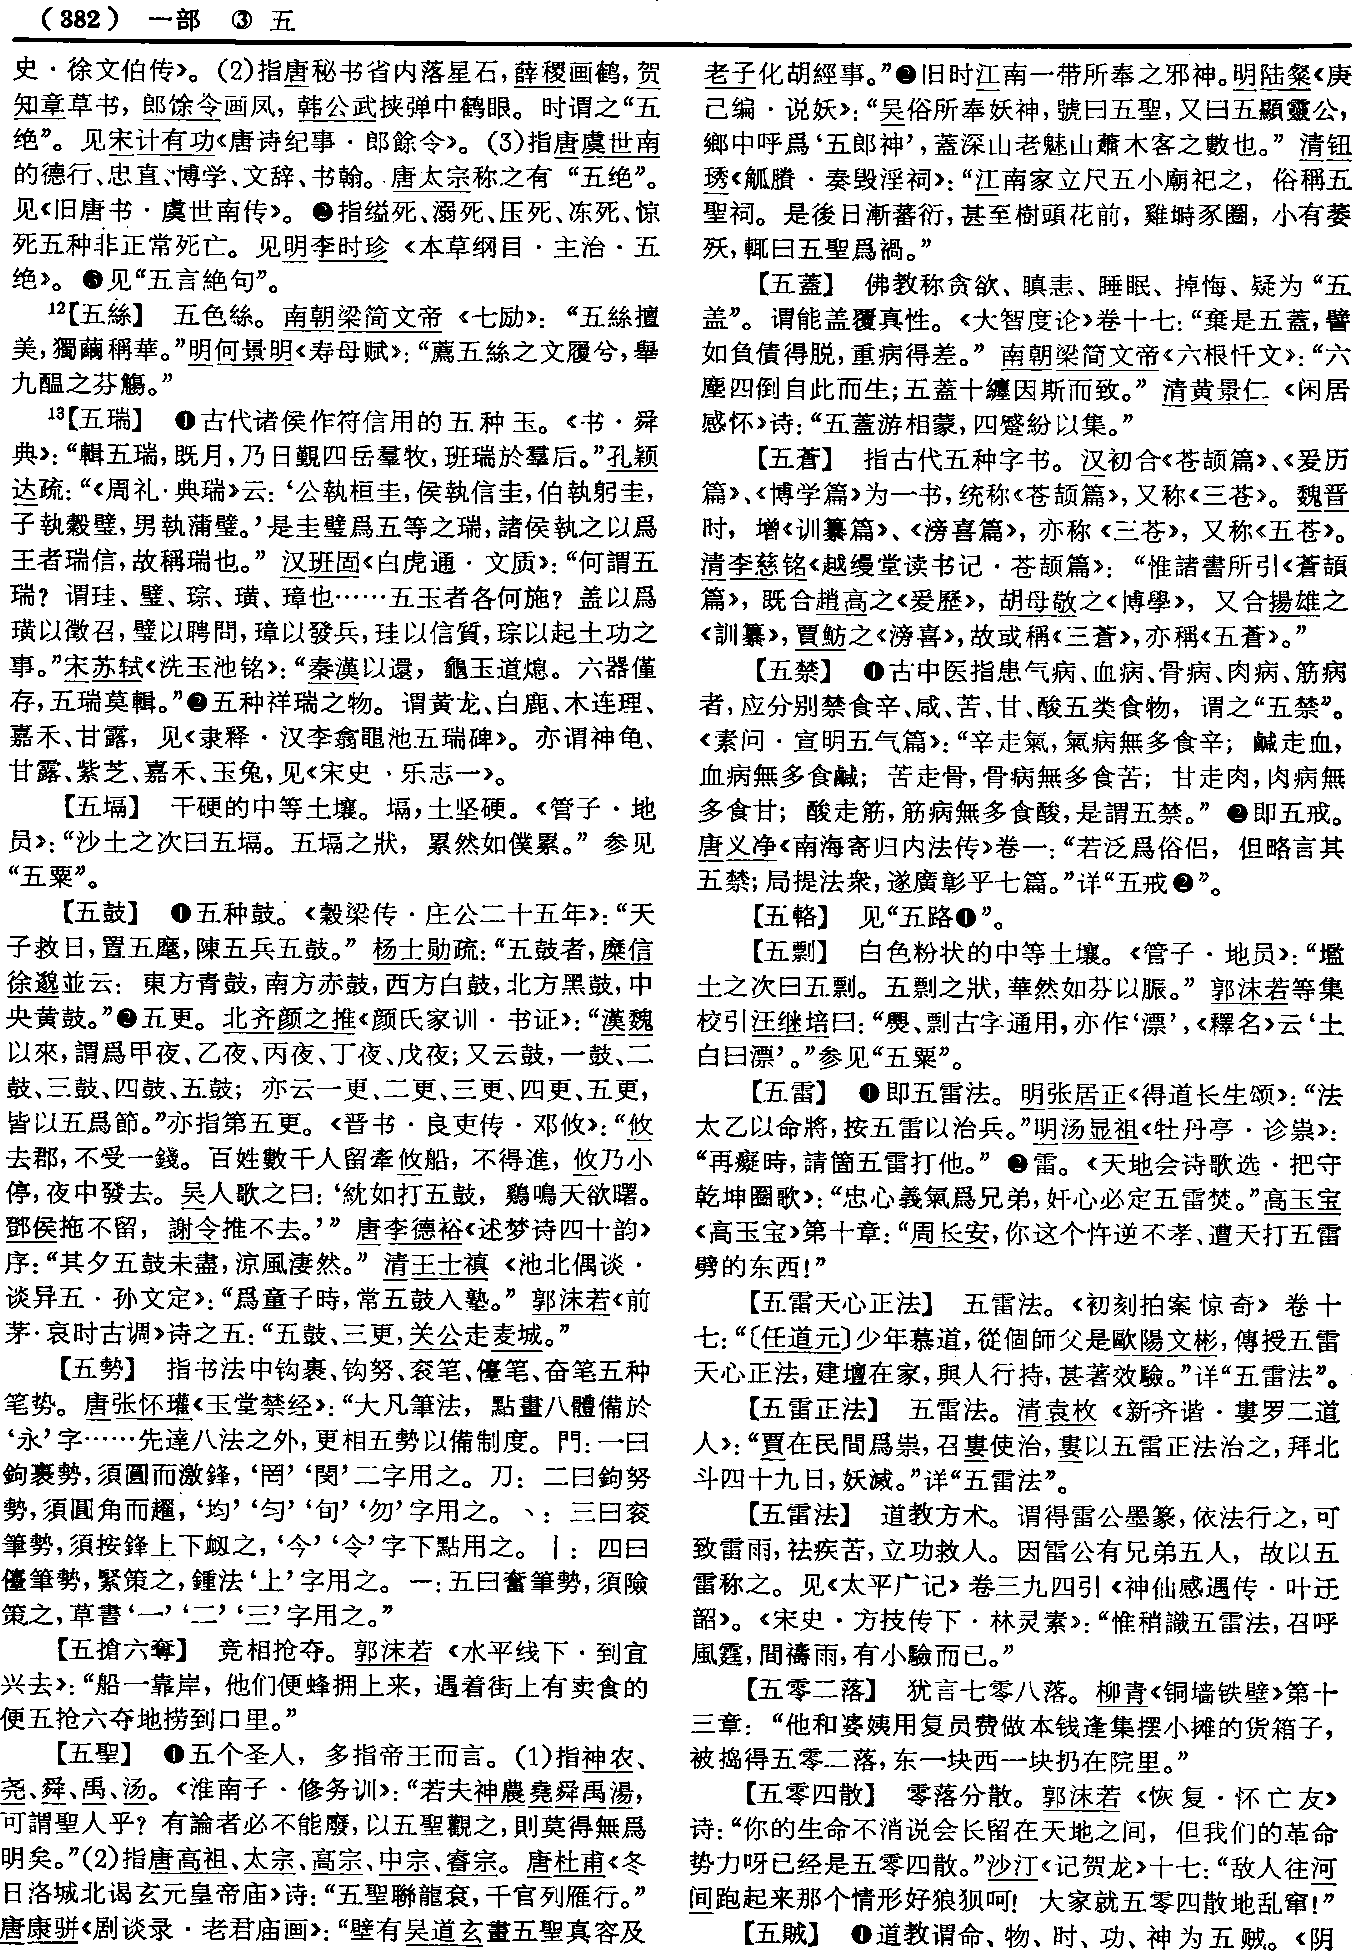 (382) 一部 ③ 五
史·徐文伯传》。(2)指唐秘书省内落星石，薛稷画鹤，贺
知章草书，郎馀令画凤，韩公武挟弹中鹤眼。时谓之“五
绝”。见宋计有功《唐诗纪事·郎餘令》。(3)指唐虞世南
的德行、忠直、博学、文辞、书翰。唐太宗称之有“五绝”。
见《旧唐书·虞世南传》。❷指缢死、溺死、压死、冻死、惊
死五种非正常死亡。见明李时珍《本草纲目·主治·五
绝》。❸见“五言絶句”。
12【五絲】 五色絲。南朝梁简文帝《七励》：“五絲擅
美，獨繭稱華。”明何景明《寿母赋》：“薦五絲之文履兮，舉
九醖之芬觴。”
13【五瑞】 ❶古代诸侯作符信用的五种玉。《书·舜
典》：“輯五瑞，既月，乃日覲四岳羣牧，班瑞於羣后。”孔颖
达疏：“《周礼·典瑞》云：‘公執桓圭，侯執信圭，伯執躬圭，
子執穀璧，男執蒲璧。’是圭璧爲五等之瑞，諸侯執之以爲
王者瑞信，故稱瑞也。”汉班固《白虎通·文质》：“何謂五
瑞？谓珪、璧、琮、璜、璋也……五玉者各何施？盖以爲
璜以徵召，璧以聘問，璋以發兵，珪以信質，琮以起土功之
事。”宋苏轼《洗玉池铭》：“秦漢以還，龜玉道熄。六器僅
存，五瑞莫輯。”❷五种祥瑞之物。谓黄龙、白鹿、木连理、
嘉禾、甘露，见《隶释·汉李翕黽池五瑞碑》。亦谓神龟、
甘露、紫芝、嘉禾、玉兔，见《宋史·乐志一》。
【五塥】 干硬的中等土壤。塥，土坚硬。《管子·地
员》：“沙土之次曰五塥。五塥之狀，累然如僕累。”参见
“五粟”。
【五鼓】 ❶五种鼓。《穀梁传·庄公二十五年》：“天
子救日，置五麾，陳五兵五鼓。”杨士勋疏：“五鼓者，糜信
徐邈並云：東方青鼓，南方赤鼓，西方白鼓，北方黑鼓，中
央黄鼓。”❷五更。北齐颜之推《颜氏家训·书证》：“漢魏
以來，謂爲甲夜、乙夜、丙夜、丁夜、戊夜；又云鼓，一鼓、二
鼓、三鼓、四鼓、五鼓；亦云一更、二更、三更、四更、五更，
皆以五爲節。”亦指第五更。《晋书·良吏传·邓攸》：“攸
去郡，不受一錢。百姓數千人留牽攸船，不得進，攸乃小
停，夜中發去。吴人歌之曰：‘紞如打五鼓，鷄鳴天欲曙。
鄧侯拖不留，謝令推不去。’”唐李德裕《述梦诗四十韵》
序：“其夕五鼓未盡，涼風淒然。”清王士禛《池北偶谈·
谈异五·孙文定》：“爲童子時，常五鼓入塾。”郭沫若《前
茅·哀时古调》诗之五：“五鼓、三更，关公走麦城。”
【五勢】 指书法中钩裹、钩努、衮笔、儓笔、奋笔五种
笔势。唐张怀瓘《玉堂禁经》：“大凡筆法，點畫八體備於
‘永’字……先達八法之外，更相五勢以備制度。門：一曰
鉤裹勢，須圓而激鋒，‘罔’‘閔’二字用之。刀：二曰鉤努
勢，須圓角而趯，‘均’‘匀’‘旬’‘勿’字用之。丶：三曰衮
筆勢，須按鋒上下衂之，‘今’‘令’字下點用之。丨：四曰
儓筆勢，緊策之，鍾法‘上’字用之。一：五曰奮筆勢，須險
策之，草書‘一’‘二’‘三’字用之。”
【五搶六奪】 竞相抢夺。郭沫若《水平线下·到宜
兴去》：“船一靠岸，他们便蜂拥上来，遇着街上有卖食的
便五抢六夺地捞到口里。”
【五聖】 ❶五个圣人，多指帝王而言。(1)指神农、
尧、舜、禹、汤。《淮南子·修务训》：“若夫神農堯舜禹湯，
可謂聖人乎？有論者必不能廢，以五聖觀之，則莫得無爲
明矣。”(2)指唐高祖、太宗、高宗、中宗、睿宗。唐杜甫《冬
日洛城北谒玄元皇帝庙》诗：“五聖聯龍衮，千官列雁行。”
唐康骈《剧谈录·老君庙画》：“壁有吴道玄畫五聖真容及
老子化胡經事。”❷旧时江南一带所奉之邪神。明陆粲《庚
己编·说妖》：“吴俗所奉妖神，號曰五聖，又曰五顯靈公，
鄉中呼爲‘五郎神’，蓋深山老魅山蕭木客之數也。”清钮
琇《觚賸·奏毁淫祠》：“江南家立尺五小廟祀之，俗稱五
聖祠。是後日漸蕃衍，甚至樹頭花前，雞塒豕圈，小有萎
殀，輒曰五聖爲禍。”
【五蓋】 佛教称贪欲、瞋恚、睡眠、掉悔、疑为“五
盖”。谓能盖覆真性。《大智度论》卷十七：“棄是五蓋，譬
如負債得脱，重病得差。”南朝梁简文帝《六根忏文》：“六
塵四倒自此而生；五蓋十纏因斯而致。”清黄景仁《闲居
感怀》诗：“五蓋游相蒙，四蹙紛以集。”
【五蒼】 指古代五种字书。汉初合《苍颉篇》、《爰历
篇》、《博学篇》为一书，统称《苍颉篇》，又称《三苍》。魏晋
时，增《训纂篇》、《滂喜篇》，亦称《三苍》，又称《五苍》。
清李慈铭《越缦堂读书记·苍颉篇》：“惟諸書所引《蒼頡
篇》，既合趙高之《爰歷》，胡母敬之《博學》，又合揚雄之
《訓纂》，賈魴之《滂喜》，故或稱《三蒼》，亦稱《五蒼》。”
【五禁】 ❶古中医指患气病、血病、骨病、肉病、筋病
者，应分别禁食辛、咸、苦、甘、酸五类食物，谓之“五禁”。
《素问·宣明五气篇》：“辛走氣，氣病無多食辛；鹹走血，
血病無多食鹹；苦走骨，骨病無多食苦；甘走肉，肉病無
多食甘；酸走筋，筋病無多食酸，是謂五禁。”❷即五戒。
唐义净《南海寄归内法传》卷一：“若泛爲俗侣，但略言其
五禁；局提法衆，遂廣彰乎七篇。”详“五戒❷”。
【五輅】 见“五路❶”。
【五剽】 白色粉状的中等土壤。《管子·地员》：“壏
土之次曰五剽。五剽之狀，華然如芬以脤。”郭沫若等集
校引汪继培曰：“㶾、剽古字通用，亦作‘漂’，《釋名》云‘土
白曰漂’。”参见“五粟”。
【五雷】 ❶即五雷法。明张居正《得道长生颂》：“法
太乙以命將，按五雷以治兵。”明汤显祖《牡丹亭·诊祟》：
“再癡時，請箇五雷打他。”❷雷。《天地会诗歌选·把守
乾坤圈歌》：“忠心義氣爲兄弟，奸心必定五雷焚。”高玉宝
《高玉宝》第十章：“周长安，你这个忤逆不孝、遭天打五雷
劈的东西！”
【五雷天心正法】 五雷法。《初刻拍案惊奇》卷十
七：“〔任道元〕少年慕道，從個師父是歐陽文彬，傳授五雷
天心正法，建壇在家，與人行持，甚著效驗。”详“五雷法”。
【五雷正法】 五雷法。清袁枚《新齐谐·婁罗二道
人》：“賈在民間爲祟，召婁使治，婁以五雷正法治之，拜北
斗四十九日，妖滅。”详“五雷法”。
【五雷法】 道教方术。谓得雷公墨篆，依法行之，可
致雷雨，祛疾苦，立功救人。因雷公有兄弟五人，故以五
雷称之。见《太平广记》卷三九四引《神仙感遇传·叶迁
韶》。《宋史·方技传下·林灵素》：“惟稍識五雷法，召呼
風霆，間禱雨，有小驗而已。”
【五零二落】 犹言七零八落。柳青《铜墙铁壁》第十
三章：“他和婆姨用复员费做本钱逢集摆小摊的货箱子，
被捣得五零二落，东一块西一块扔在院里。”
【五零四散】 零落分散。郭沫若《恢复·怀亡友》
诗：“你的生命不消说会长留在天地之间，但我们的革命
势力呀已经是五零四散。”沙汀《记贺龙》十七：“敌人往河
间跑起来那个情形好狼狈呵！大家就五零四散地乱窜！”
【五賊】 ❶道教谓命、物、时、功、神为五贼。《阴